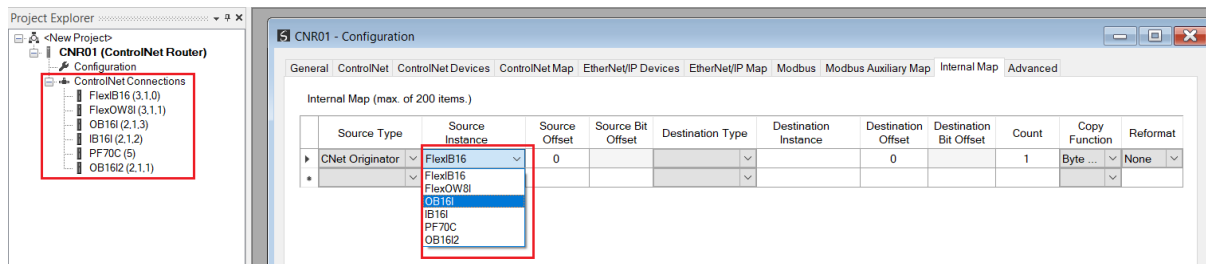 Project Explorer
<New Project>
CNR01 (ControlNet Router)
Configuration
ControlNet Connections
FlexIB16 (3,1,0)
FlexOW8I (3,1,1)
OB16I (2,1,3)
IB16I (2,1,2)
PF70C (5)
OB16I2 (2,1,1)
CNR01 - Configuration
General ControlNet ControlNet Devices ControlNet Map EtherNet/IP Devices EtherNet/IP Map Modbus Modbus Auxiliary Map Internal Map Advanced
Internal Map (max. of 200 items.)
Source Type Source Instance Source Offset Source Bit Offset Destination Type Destination Instance Destination Offset Destination Bit Offset Count Copy Function Reformat
CNet Originator FlexIB16 0 0 1 Byte ... None
FlexIB16
FlexOW8I
OB16I
IB16I
PF70C
OB16I2